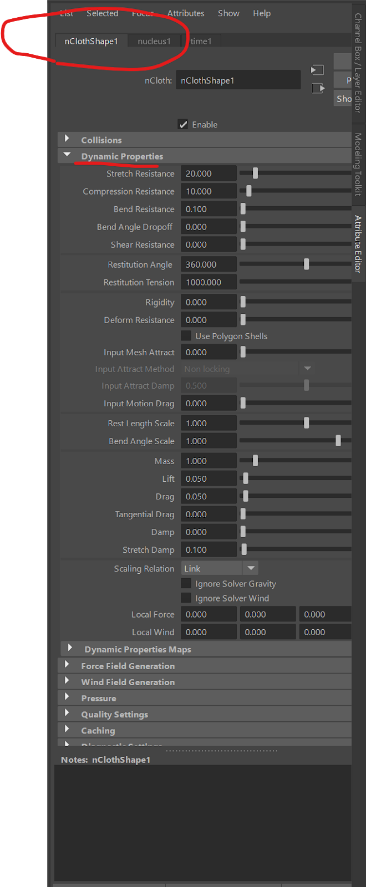 List Selected Focus Attributes Show Help
nClothShape1 nucleus1 time1
nCloth: nClothShape1
P
Sho
Enable
Collisions
Dynamic Properties
Stretch Resistance 20.000
Compression Resistance 10.000
Bend Resistance 0.100
Bend Angle Dropoff 0.000
Shear Resistance 0.000
Restitution Angle 360.000
Restitution Tension 1000.000
Rigidity 0.000
Deform Resistance 0.000
Use Polygon Shells
Input Mesh Attract 0.000
Input Attract Method Non locking
Input Attract Damp 0.500
Input Motion Drag 0.000
Rest Length Scale 1.000
Bend Angle Scale 1.000
Mass 1.000
Lift 0.050
Drag 0.050
Tangential Drag 0.000
Damp 0.000
Stretch Damp 0.100
Scaling Relation Link
Ignore Solver Gravity
Ignore Solver Wind
Local Force 0.000 0.000 0.000
Local Wind 0.000 0.000 0.000
Dynamic Properties Maps
Force Field Generation
Wind Field Generation
Pressure
Quality Settings
Caching
Notes: nClothShape1
Channel Box / Layer Editor
Modeling Toolkit
Attribute Editor